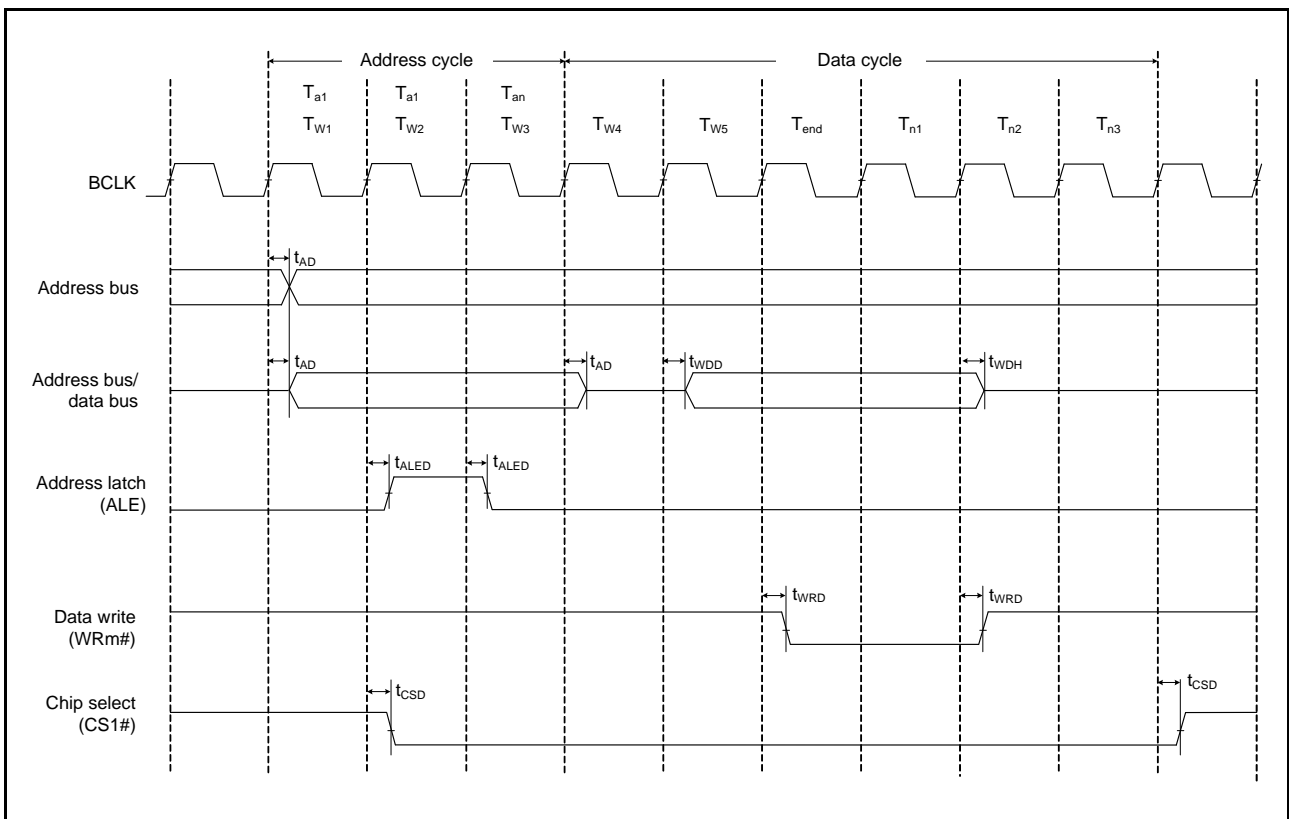 Address cycle Data cycle
Ta1 Ta1 Tan
TW1 TW2 TW3 TW4 TW5 Tend Tn1 Tn2 Tn3
BCLK
tAD
Address bus
tAD tAD tWDD tWDH
Address bus/
data bus
tALED tALED
Address latch
(ALE)
tWRD tWRD
Data write
(WRm#)
tCSD tCSD
Chip select
(CS1#)